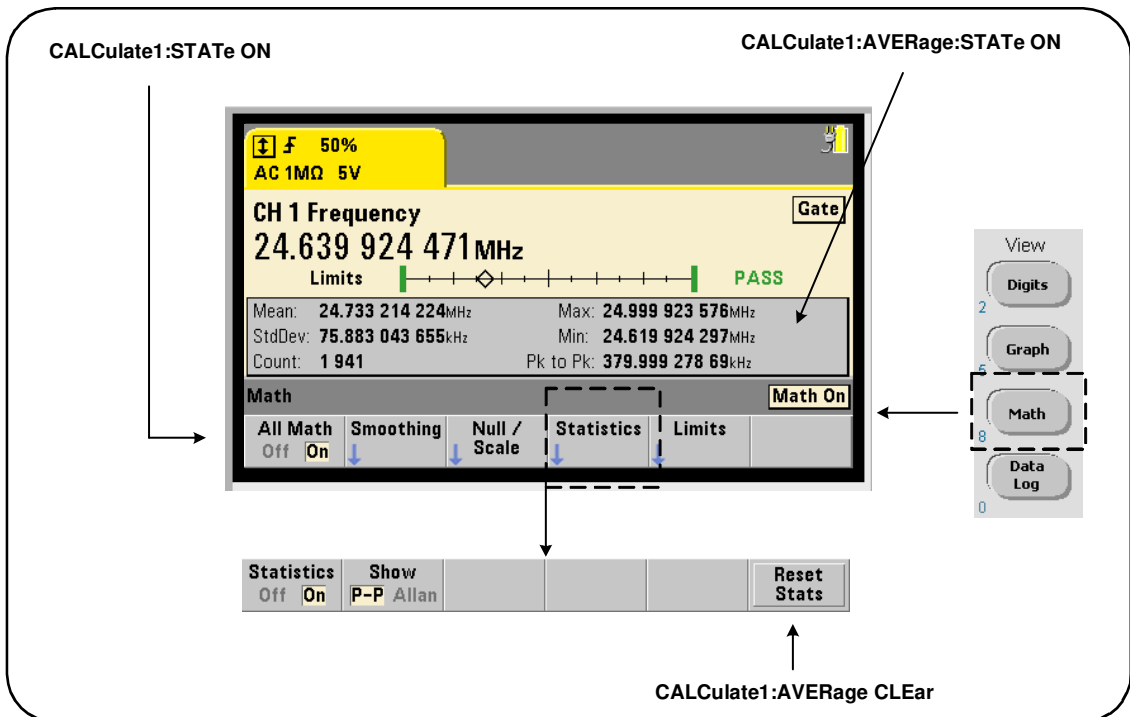 CALCulate1:STATe ON
CALCulate1:AVERage:STATe ON
50%
AC 1MΩ 5V
CH 1 Frequency
Gate
24.639 924 471 MHz
Limits
PASS
Mean: 24.733 214 224MHz Max: 24.999 923 576MHz
StdDev: 75.883 043 655kHz Min: 24.619 924 297MHz
Count: 1 941 Pk to Pk: 379.999 278 69kHz
Math
Math On
All Math Off On
Smoothing
Null / Scale
Statistics
Limits
View
Digits
2
Graph
5
Math
8
Data Log
0
Statistics Off On
Show P-P Allan
Reset Stats
CALCulate1:AVERage CLEar